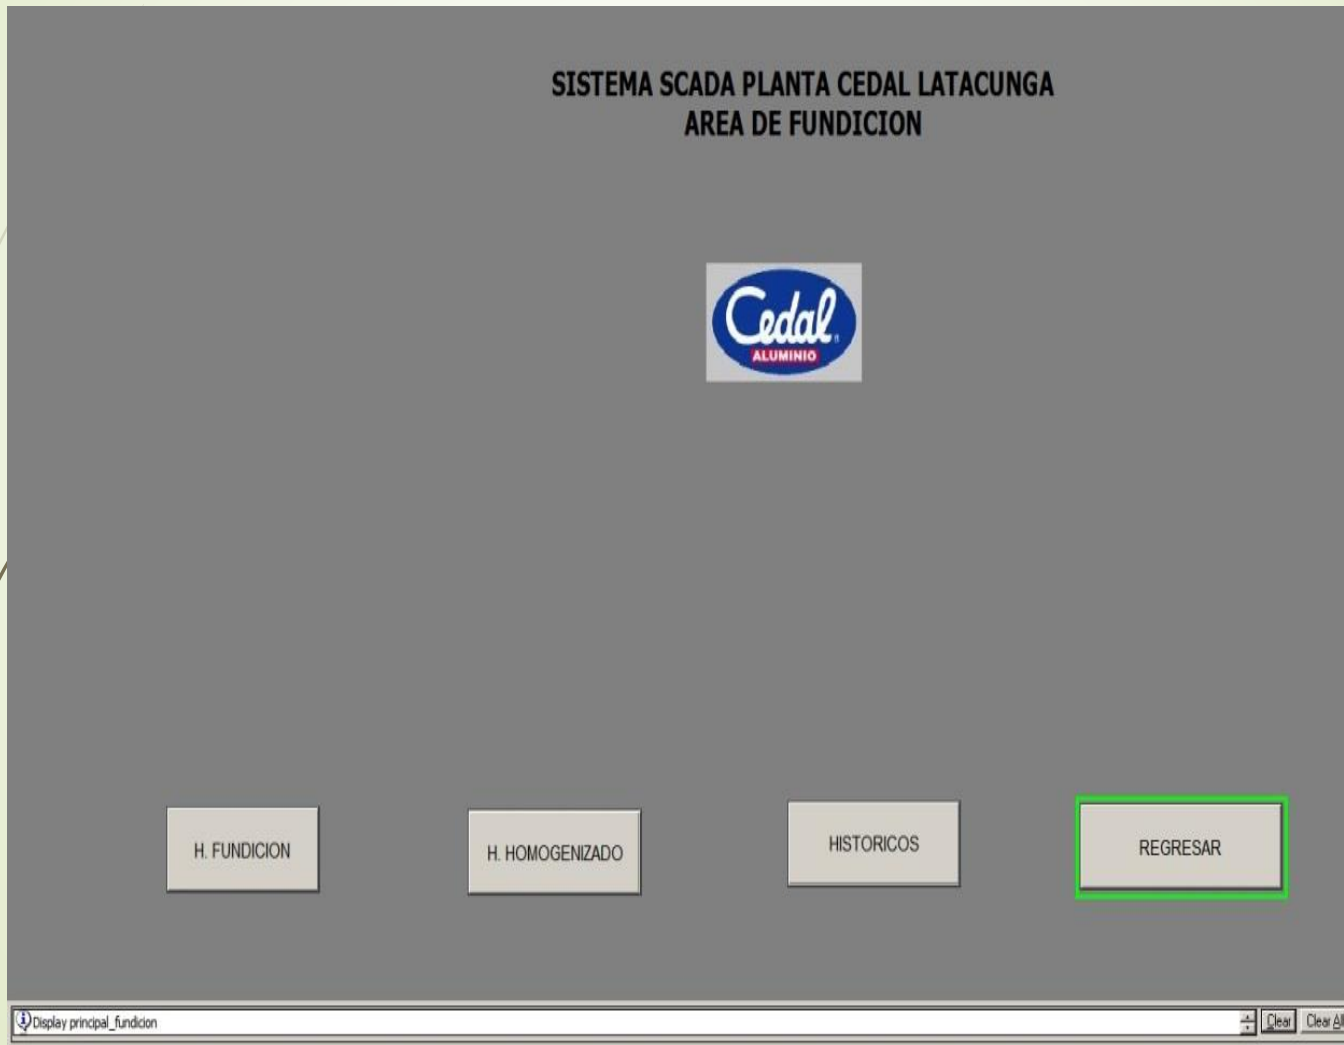 SISTEMA SCADA PLANTA CEDAL LATACUNGA
AREA DE FUNDICION
Cedal
ALUMINIO
H. FUNDICION
H. HOMOGENIZADO
HISTORICOS
REGRESAR
Display principal_fundicion
Clear
Clear All